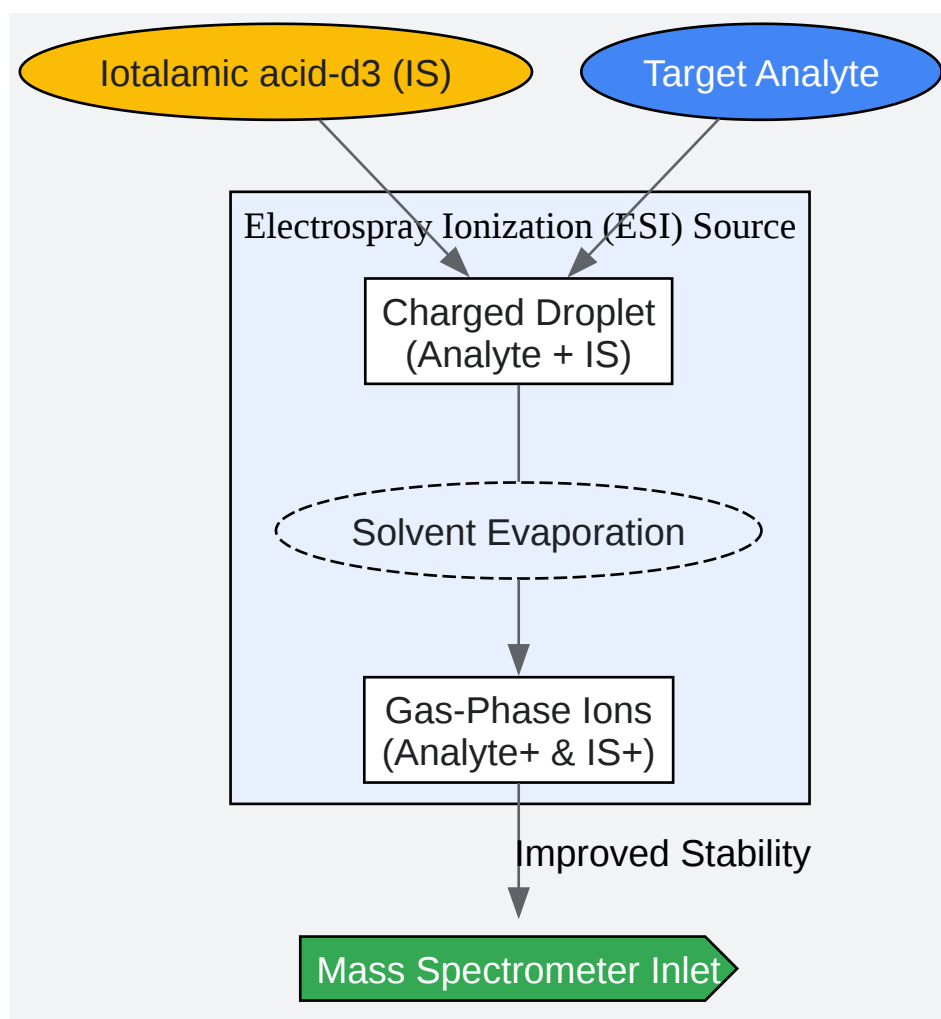 Iotalamic acid-d3 (IS)
Target Analyte
Electrospray Ionization (ESI) Source
Charged Droplet
(Analyte + IS)
Solvent Evaporation
Gas-Phase Ions
(Analyte+ & IS+)
Improved Stability
Mass Spectrometer Inlet